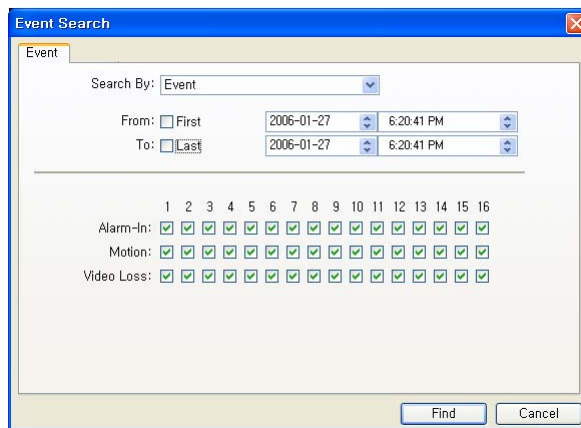 Event Search
Event
Search By: Event
From: First 2006-01-27 6:20:41 PM
To: Last 2006-01-27 6:20:41 PM
1 2 3 4 5 6 7 8 9 10 11 12 13 14 15 16
Alarm-In:
Motion:
Video Loss:
Find Cancel